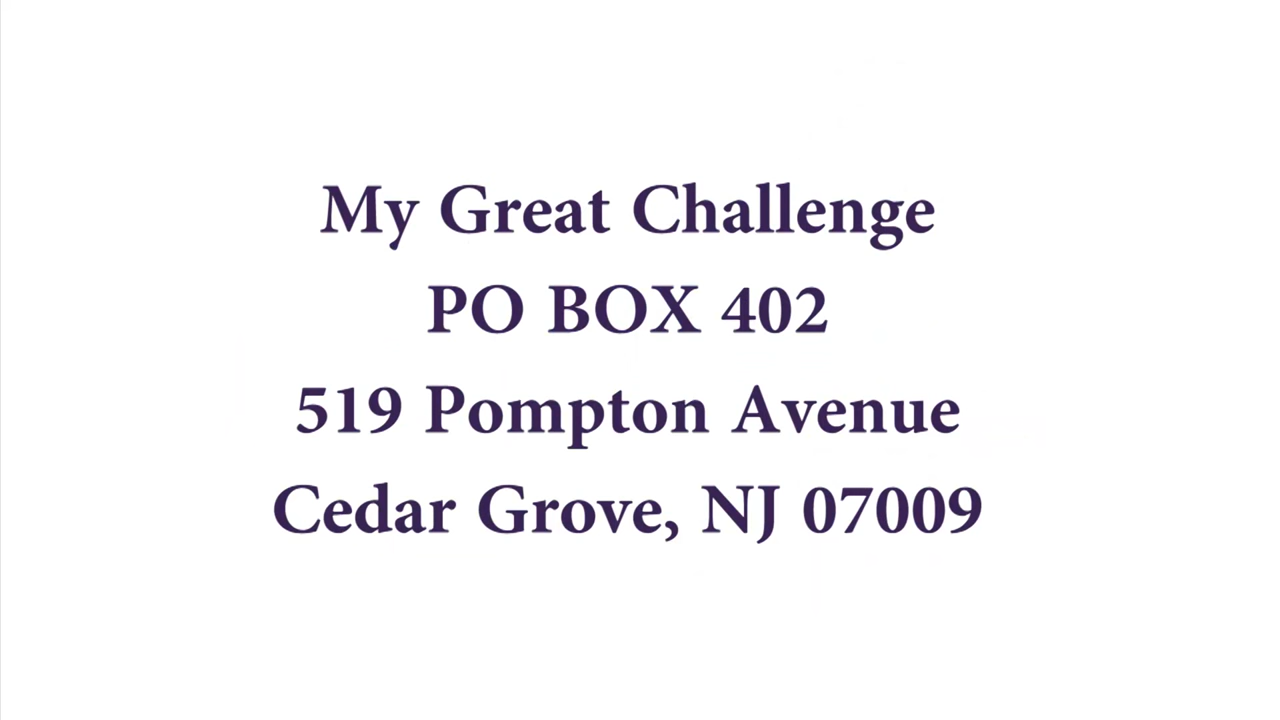 My Great Challenge
PO BOX 402
519 Pompton Avenue
Cedar Grove, NJ 07009